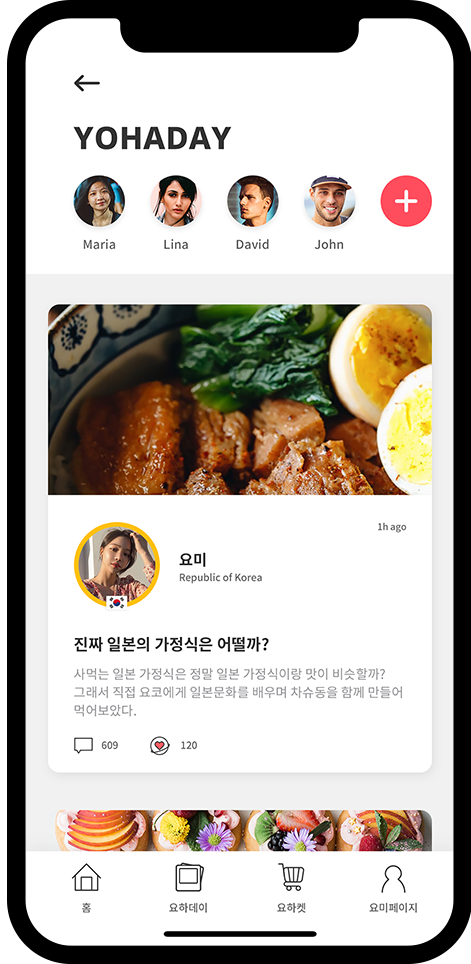 YOHADAY
Maria Lina David John
1h ago
요미
Republic of Korea
진짜 일본의 가정식은 어떨까?
사먹는 일본 가정식은 정말 일본 가정식이랑 맛이 비슷할까?
그래서 직접 요코에게 일본문화를 배우며 차슈동을 함께 만들어
먹어보았다.
609 120
홈 요하데이 요하켓 요미페이지